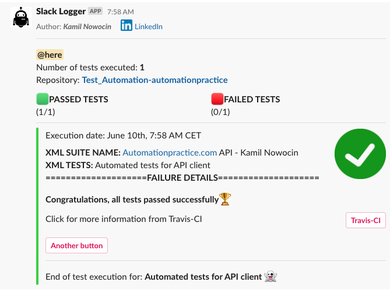 Slack Logger APP 7:58 AM
Author: Kamil Nowocin LinkedIn
@here
Number of tests executed: 1
Repository: Test_Automation-automationpractice
PASSED TESTS FAILED TESTS
(1/1) (0/1)
Execution date: June 10th, 7:58 AM CET
XML SUITE NAME: Automationpractice.com API - Kamil Nowocin
XML TESTS: Automated tests for API client
====================FAILURE DETAILS====================
Congratulations, all tests passed successfully
Click for more information from Travis-CI
Travis-CI
Another button
End of test execution for: Automated tests for API client